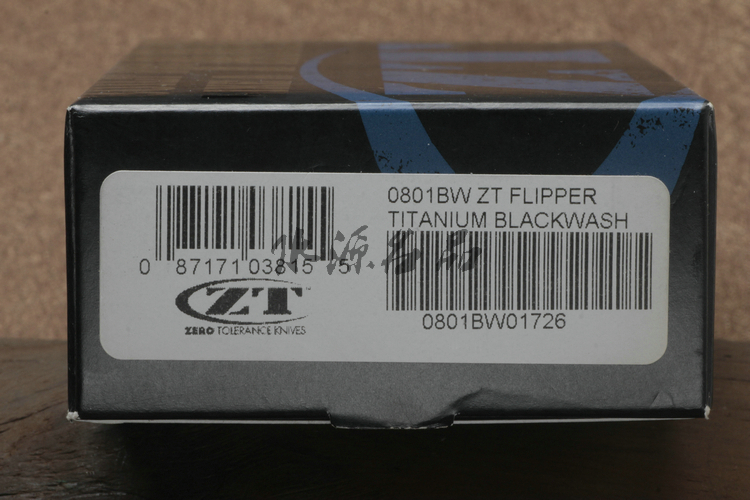 0801BW ZT FLIPPER
TITANIUM BLACKWASH
0 87171 03815 5
ZT
ZERO TOLERANCE KNIVES
0801BW01726